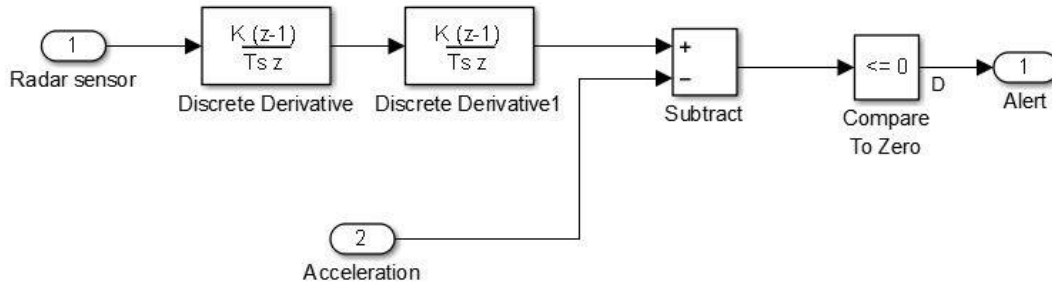 1
Radar sensor
K (z-1)
Ts z
Discrete Derivative
K (z-1)
Ts z
Discrete Derivative1
+
−
Subtract
<= 0
Compare
To Zero
D
1
Alert
2
Acceleration